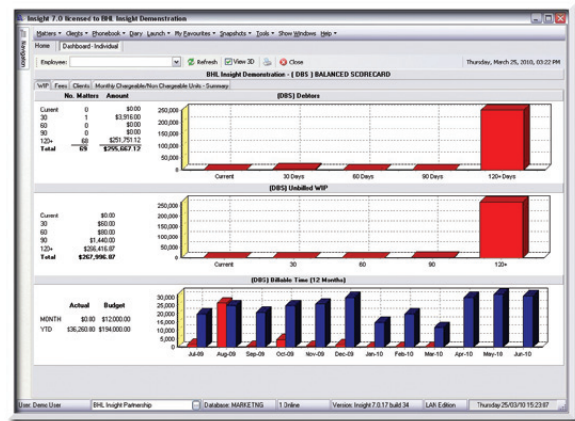 Insight 7.0 licensed to BHL Insight Demonstration
Matters Clients Phonebook Diary Launch My Favourites Snapshots Tools Show Windows Help
Navigation
Home Dashboard - Individual
Employee: Refresh View 3D Close Thursday, March 25, 2010, 03:22 PM
BHL Insight Demonstration - ( DBS ) BALANCED SCORECARD
WIP Fees Clients Monthly Chargeable/Non Chargeable Units - Summary
No. Matters Amount
(DBS) Debtors
Current 0 $0.00
30 1 $3,916.00
60 0 $0.00
90 0 $0.00
120+ 68 $251,751.12
Total 69 $255,667.12
250,000
200,000
150,000
100,000
50,000
0
Current 30 Days 60 Days 90 Days 120+ Days
(DBS) Unbilled WIP
Current $0.00
30 $60.00
60 $80.00
90 $1,440.00
120+ $266,416.87
Total $267,996.87
250,000
200,000
150,000
100,000
50,000
0
Current 30 60 90 120+
(DBS) Billable Time (12 Months)
Actual Budget
MONTH $0.00 $12,000.00
YTD $36,260.00 $194,000.00
30,000
25,000
20,000
15,000
10,000
5,000
0
Jul-09 Aug-09 Sep-09 Oct-09 Nov-09 Dec-09 Jan-10 Feb-10 Mar-10 Apr-10 May-10 Jun-10
User: Demo User BHL Insight Partnership Database: MARKETNG 1 Online Version: Insight 7.0.17 build 34 LAN Edition Thursday 25/03/10 15:23:07